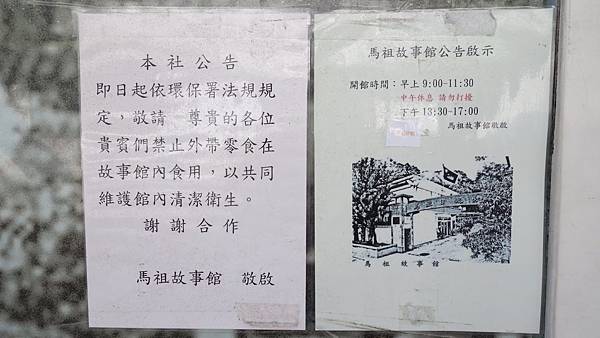 本社公告
即日起依環保署法規規
定，敬請 尊貴的各位
貴賓們禁止外帶零食在
故事館內食用，以共同
維護館內清潔衛生。
謝謝合作
馬祖故事館 敬啟
馬祖故事館公告啟示
開館時間：早上 9:00-11:30
中午休息 請勿打擾
下午 13:30-17:00
馬祖故事館敬啟
馬祖故事館